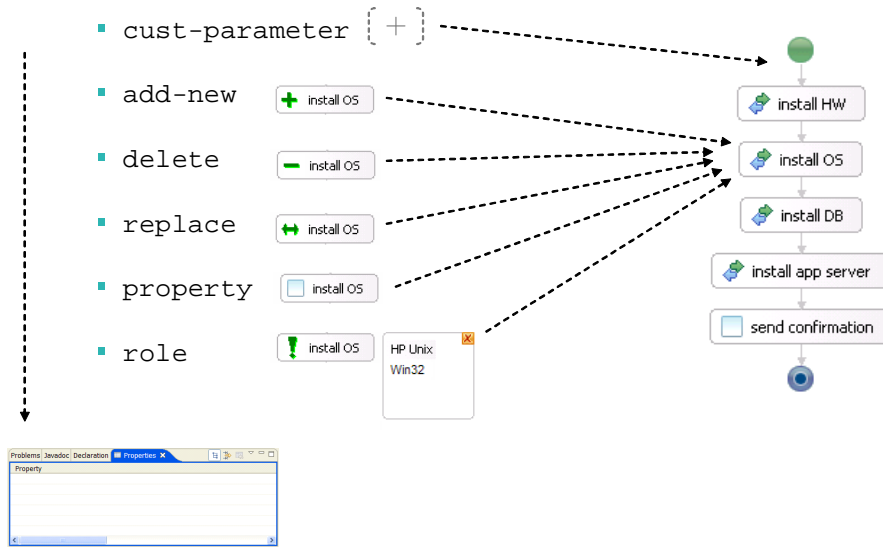 cust-parameter
add-new
install OS
delete
install OS
replace
install OS
property
install OS
role
install OS
HP Unix
Win32
install HW
install OS
install DB
install app server
send confirmation
Problems Javadoc Declaration Properties
Property